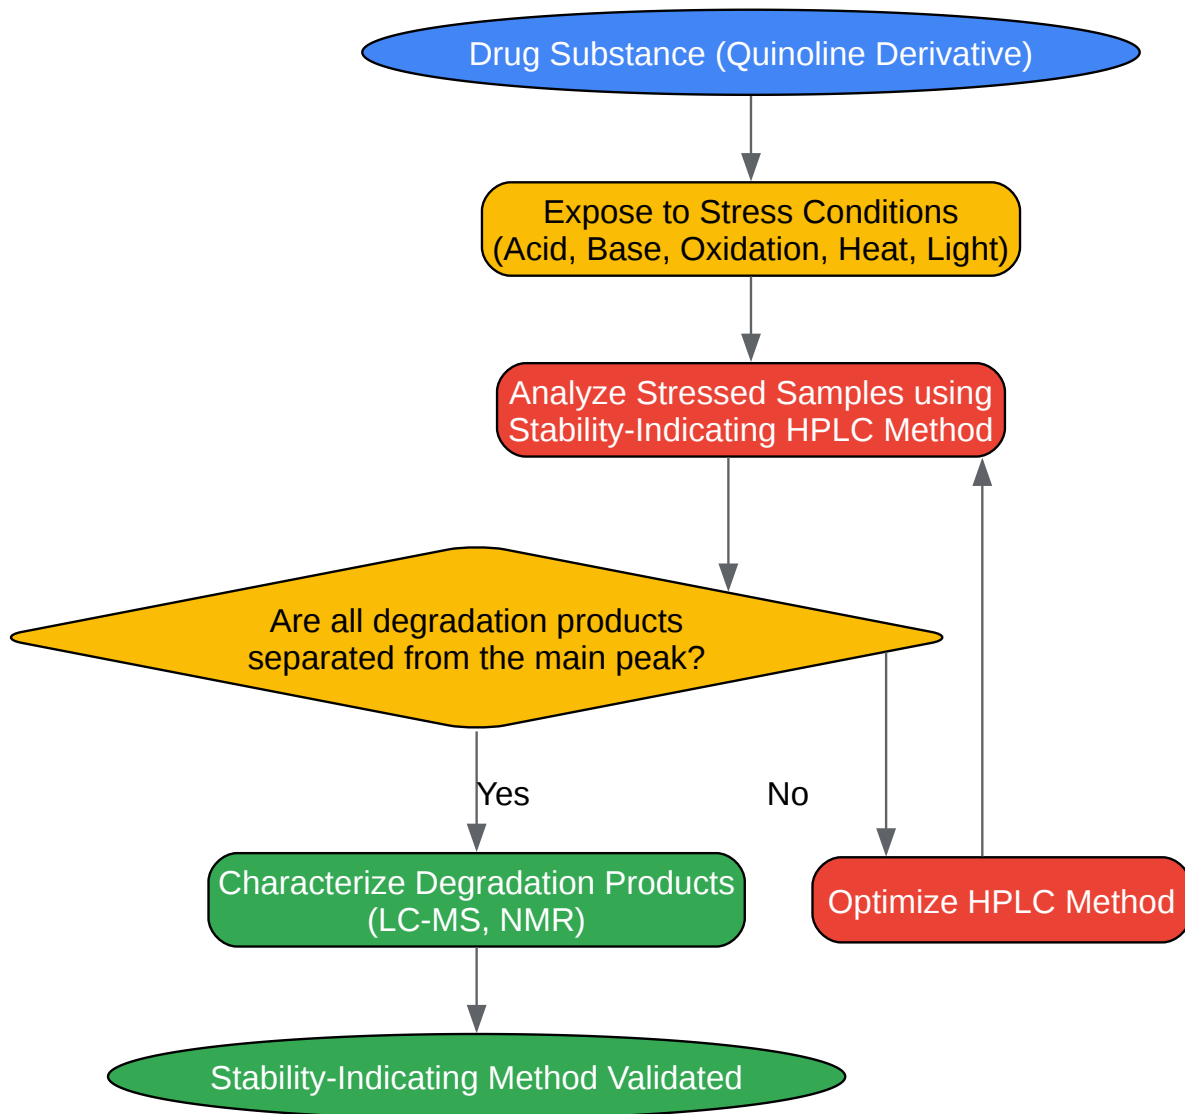 Drug Substance (Quinoline Derivative)
Expose to Stress Conditions
(Acid, Base, Oxidation, Heat, Light)
Analyze Stressed Samples using
Stability-Indicating HPLC Method
Are all degradation products
separated from the main peak?
Yes
No
Characterize Degradation Products
(LC-MS, NMR)
Optimize HPLC Method
Stability-Indicating Method Validated